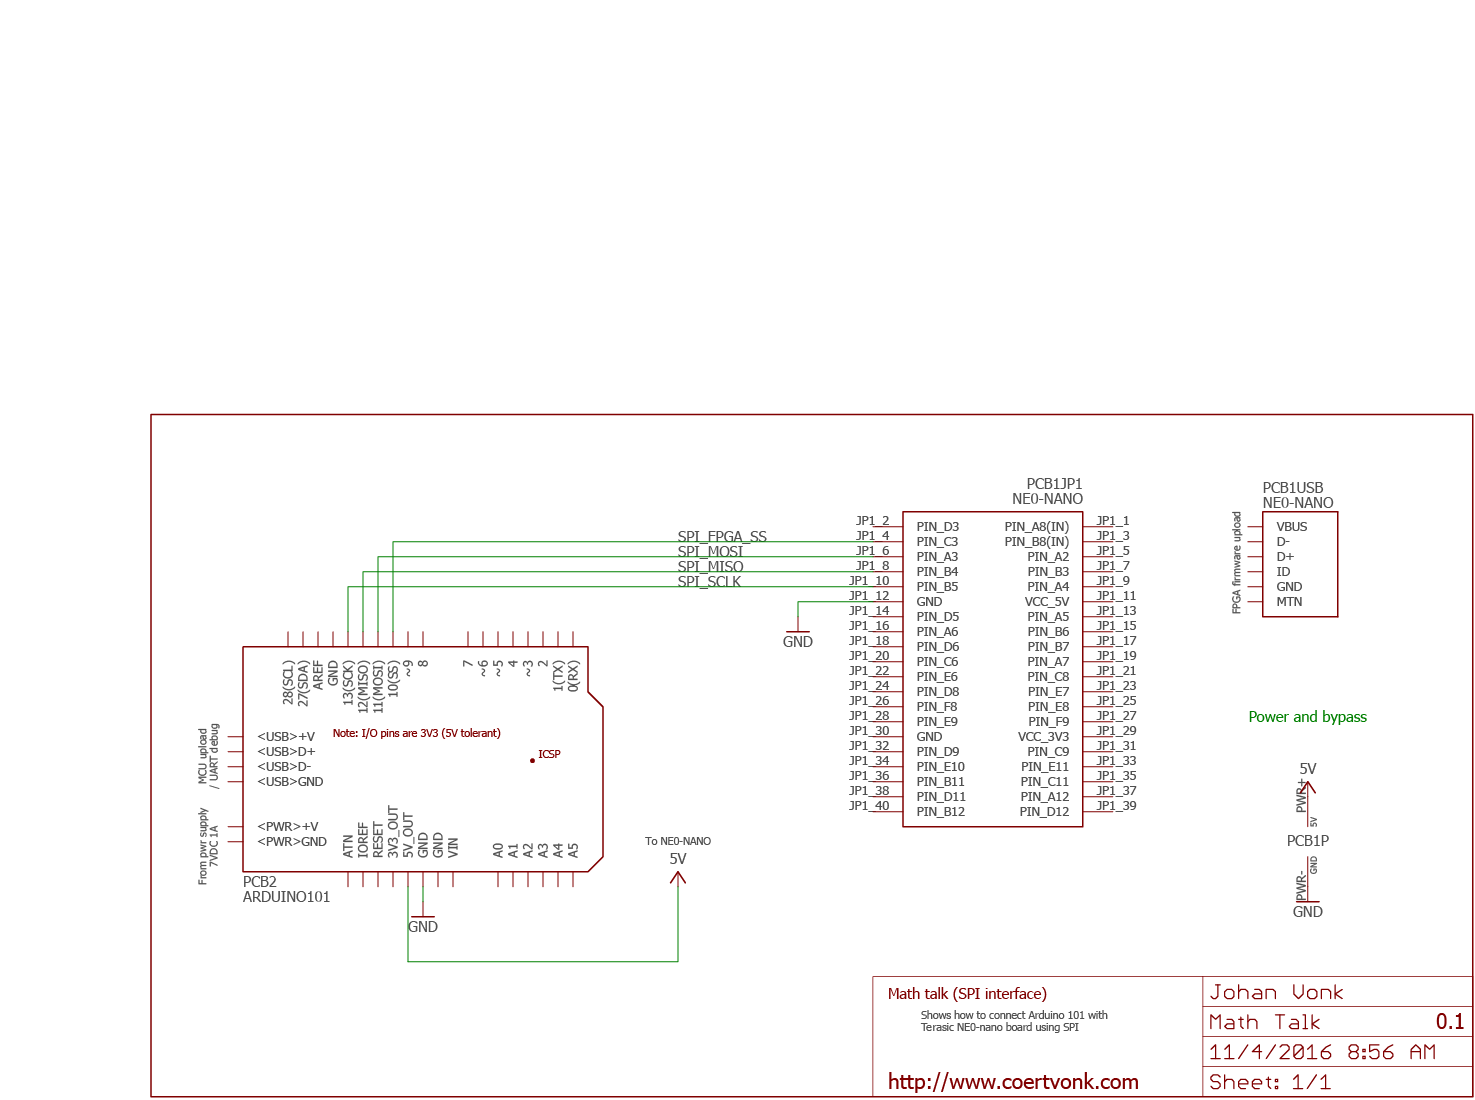 PCB1JP1
NE0-NANO
JP1_2 PIN_D3 PIN_A8(IN) JP1_1
SPI_FPGA_SS JP1_4 PIN_C3 PIN_B8(IN) JP1_3
SPI_MOSI JP1_6 PIN_A3 PIN_A2 JP1_5
SPI_MISO JP1_8 PIN_B4 PIN_B3 JP1_7
SPI_SCLK JP1_10 PIN_B5 PIN_A4 JP1_9
JP1_12 GND VCC_5V JP1_11
JP1_14 PIN_D5 PIN_A5 JP1_13
JP1_16 PIN_A6 PIN_B6 JP1_15
JP1_18 PIN_D6 PIN_B7 JP1_17
JP1_20 PIN_C6 PIN_A7 JP1_19
JP1_22 PIN_E6 PIN_C8 JP1_21
JP1_24 PIN_D8 PIN_E7 JP1_23
JP1_26 PIN_F8 PIN_E8 JP1_25
JP1_28 PIN_E9 PIN_F9 JP1_27
JP1_30 GND VCC_3V3 JP1_29
JP1_32 PIN_D9 PIN_C9 JP1_31
JP1_34 PIN_E10 PIN_E11 JP1_33
JP1_36 PIN_B11 PIN_C11 JP1_35
JP1_38 PIN_D11 PIN_A12 JP1_37
JP1_40 PIN_B12 PIN_D12 JP1_39
GND
PCB1USB
NE0-NANO
FPGA firmware upload
VBUS
D-
D+
ID
GND
MTN
28(SCL)
27(SDA)
AREF
GND
13(SCK)
12(MISO)
11(MOSI)
10(SS)
~9
8
7
~6
~5
4
~3
2
1(TX)
0(RX)
Note: I/O pins are 3V3 (5V tolerant)
ICSP
MCU upload
/ UART debug
<USB>+V
<USB>D+
<USB>D-
<USB>GND
From pwr supply
7VDC 1A
<PWR>+V
<PWR>GND
ATN
IOREF
RESET
3V3_OUT
5V_OUT
GND
GND
VIN
A0
A1
A2
A3
A4
A5
PCB2
ARDUINO101
GND
To NE0-NANO
5V
Power and bypass
5V
PWR+
5V
PCB1P
GND
PWR-
GND
Math talk (SPI interface)
Shows how to connect Arduino 101 with
Terasic NE0-nano board using SPI
http://www.coertvonk.com
Johan Vonk
Math Talk 0.1
11/4/2016 8:56 AM
Sheet: 1/1